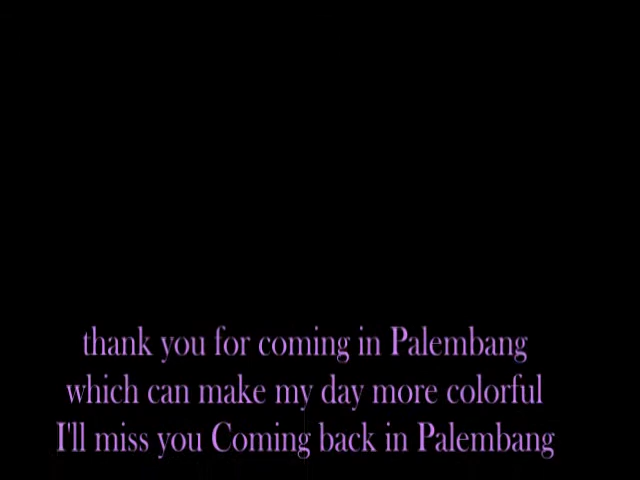 thank you for coming in Palembang
which can make my day more colorful
I'll miss you Coming back in Palembang